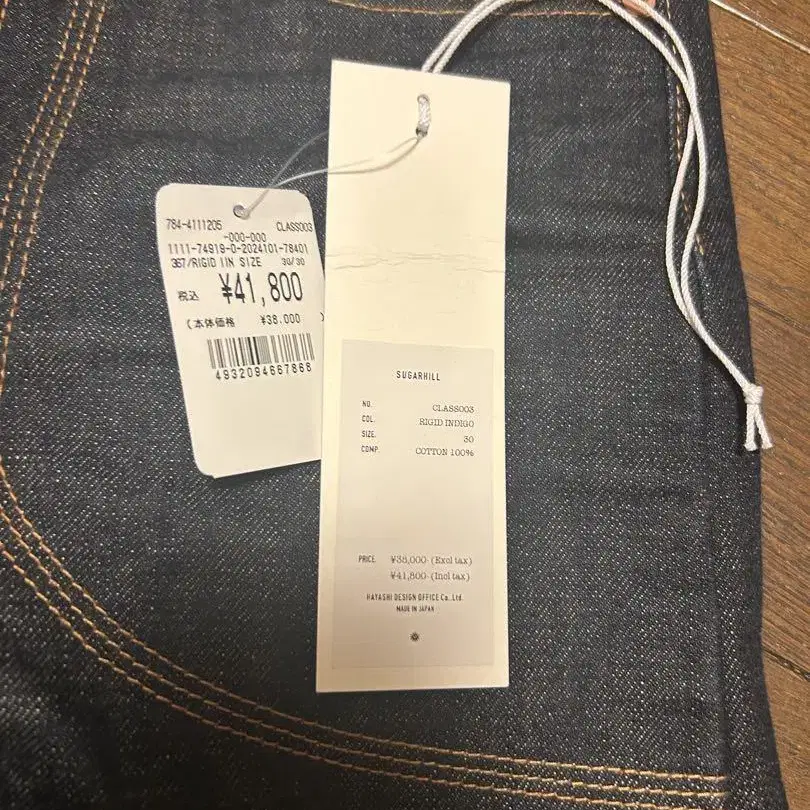 784-4111205 CLASS003
-000-000
1111-74919-0-2024101-78401
367/RIGID IIN SIZE 30/30
税込 ¥41,800
(本体価格 ¥38.000 )
4932094667866
SUGARHILL
NO. CLASS003
COL. RIGID INDIGO
SIZE. 30
COMP. COTTON 100%
PRICE. ¥38,000- (Excl tax)
¥41,800- (Incl tax)
HAYASHI DESIGN OFFICE Co.,Ltd.
MADE IN JAPAN